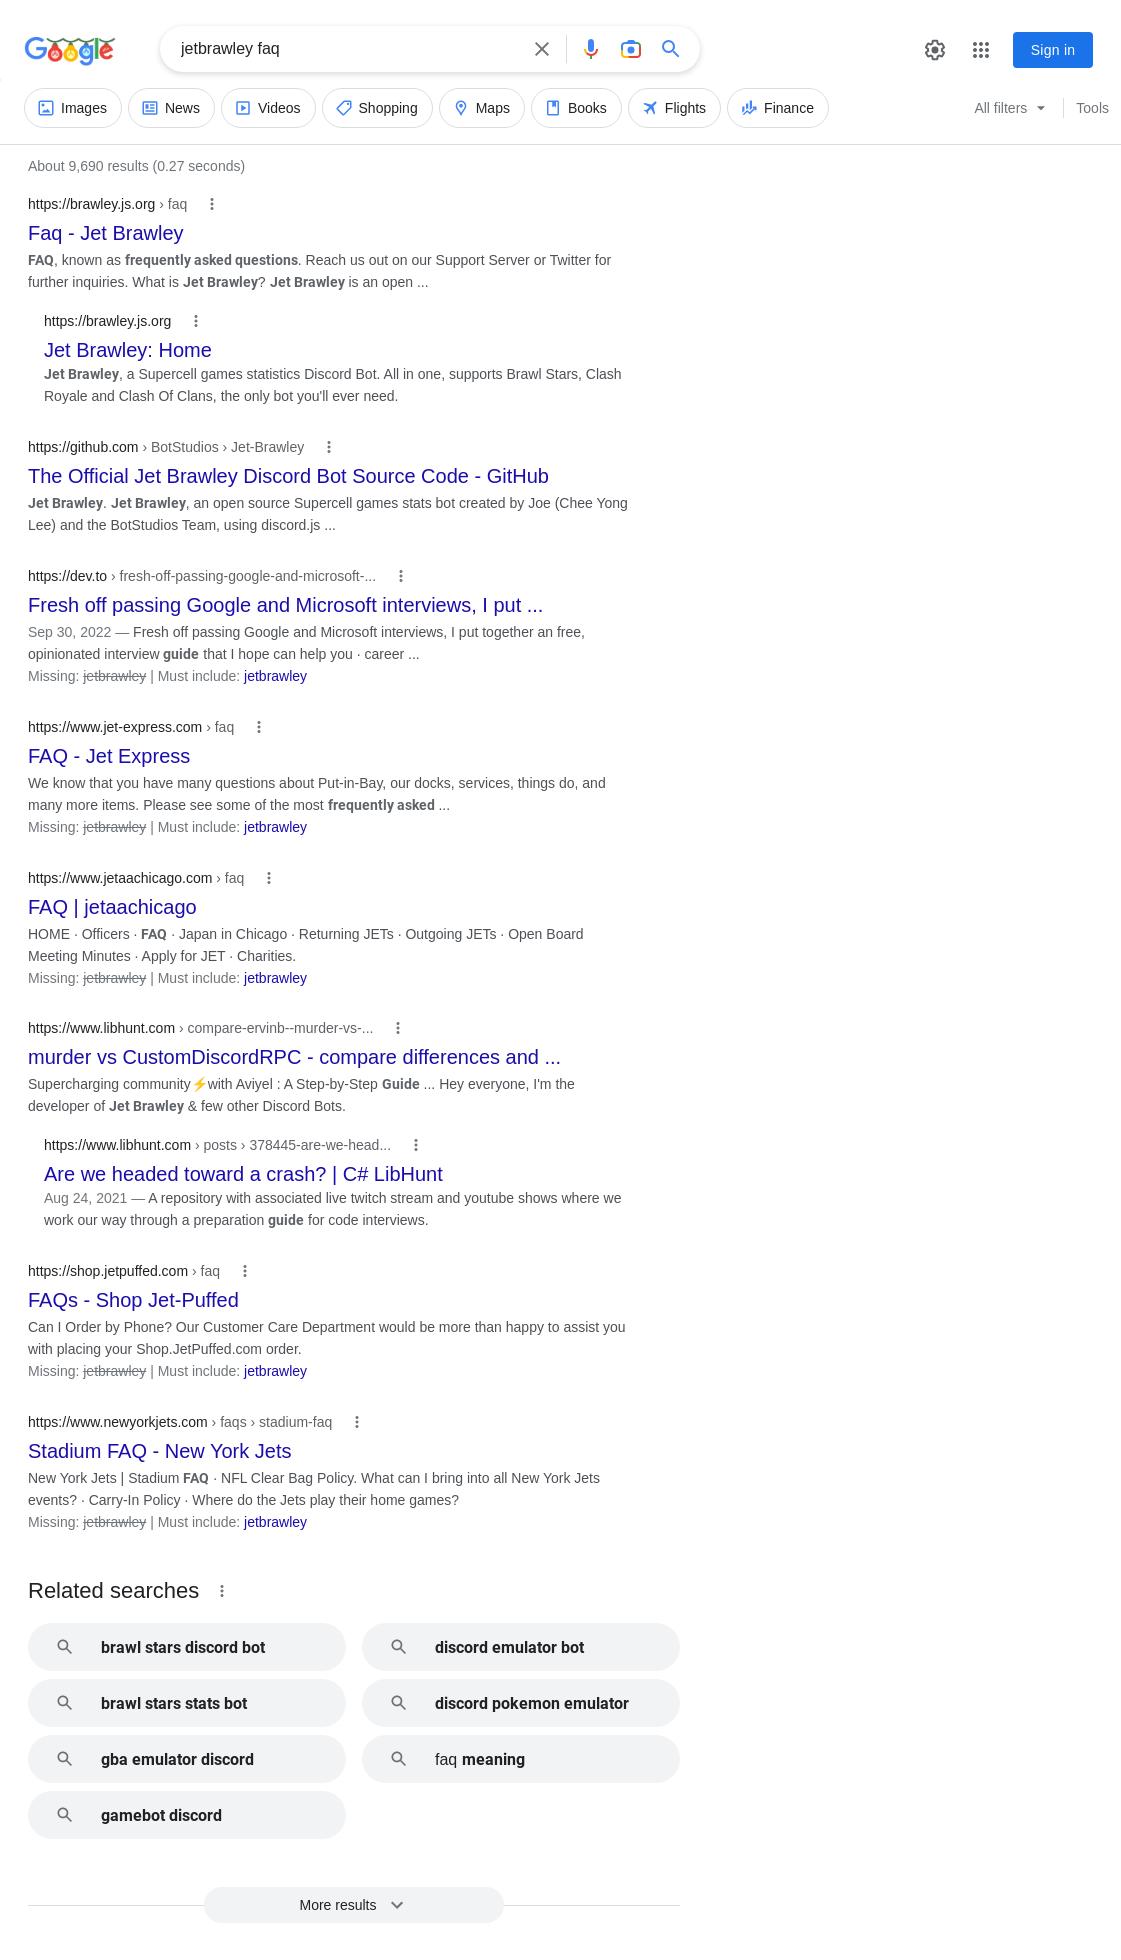 Google
jetbrawley faq
Sign in
Images
News
Videos
Shopping
Maps
Books
Flights
Finance
All filters
Tools
About 9,690 results (0.27 seconds)
https://brawley.js.org › faq
Faq - Jet Brawley
FAQ, known as frequently asked questions. Reach us out on our Support Server or Twitter for
further inquiries. What is Jet Brawley? Jet Brawley is an open ...
https://brawley.js.org
Jet Brawley: Home
Jet Brawley, a Supercell games statistics Discord Bot. All in one, supports Brawl Stars, Clash
Royale and Clash Of Clans, the only bot you'll ever need.
https://github.com › BotStudios › Jet-Brawley
The Official Jet Brawley Discord Bot Source Code - GitHub
Jet Brawley. Jet Brawley, an open source Supercell games stats bot created by Joe (Chee Yong
Lee) and the BotStudios Team, using discord.js ...
https://dev.to › fresh-off-passing-google-and-microsoft-...
Fresh off passing Google and Microsoft interviews, I put ...
Sep 30, 2022 — Fresh off passing Google and Microsoft interviews, I put together an free,
opinionated interview guide that I hope can help you · career ...
Missing: jetbrawley | Must include: jetbrawley
https://www.jet-express.com › faq
FAQ - Jet Express
We know that you have many questions about Put-in-Bay, our docks, services, things do, and
many more items. Please see some of the most frequently asked ...
Missing: jetbrawley | Must include: jetbrawley
https://www.jetaachicago.com › faq
FAQ | jetaachicago
HOME · Officers · FAQ · Japan in Chicago · Returning JETs · Outgoing JETs · Open Board
Meeting Minutes · Apply for JET · Charities.
Missing: jetbrawley | Must include: jetbrawley
https://www.libhunt.com › compare-ervinb--murder-vs-...
murder vs CustomDiscordRPC - compare differences and ...
Supercharging community⚡with Aviyel : A Step-by-Step Guide ... Hey everyone, I'm the
developer of Jet Brawley & few other Discord Bots.
https://www.libhunt.com › posts › 378445-are-we-head...
Are we headed toward a crash? | C# LibHunt
Aug 24, 2021 — A repository with associated live twitch stream and youtube shows where we
work our way through a preparation guide for code interviews.
https://shop.jetpuffed.com › faq
FAQs - Shop Jet-Puffed
Can I Order by Phone? Our Customer Care Department would be more than happy to assist you
with placing your Shop.JetPuffed.com order.
Missing: jetbrawley | Must include: jetbrawley
https://www.newyorkjets.com › faqs › stadium-faq
Stadium FAQ - New York Jets
New York Jets | Stadium FAQ · NFL Clear Bag Policy. What can I bring into all New York Jets
events? · Carry-In Policy · Where do the Jets play their home games?
Missing: jetbrawley | Must include: jetbrawley
Related searches
brawl stars discord bot
discord emulator bot
brawl stars stats bot
discord pokemon emulator
gba emulator discord
faq meaning
gamebot discord
More results